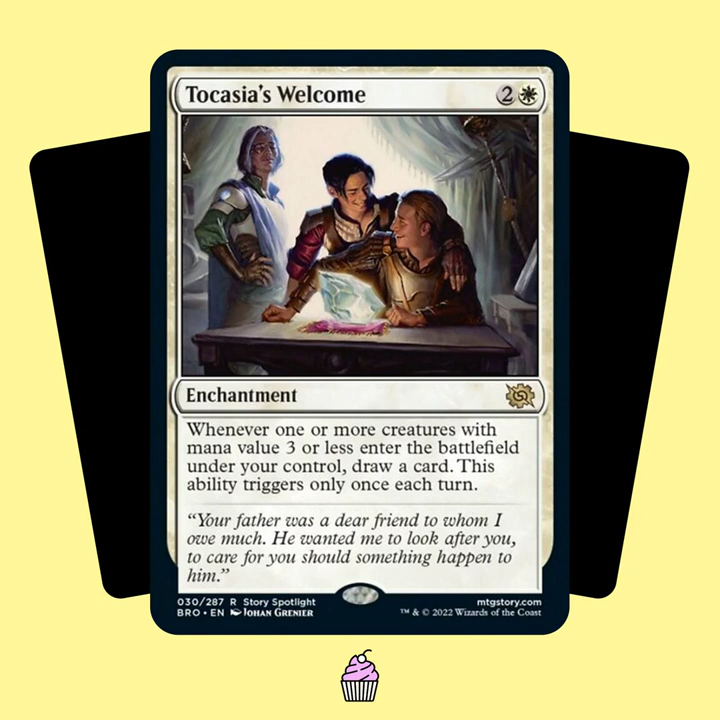 Tocasia's Welcome 2
Enchantment
Whenever one or more creatures with
mana value 3 or less enter the battlefield
under your control, draw a card. This
ability triggers only once each turn.
“Your father was a dear friend to whom I
owe much. He wanted me to look after you,
to care for you should something happen to
him.”
030/287 R Story Spotlight mtgstory.com
BRO • EN Johan Grenier ™ & © 2022 Wizards of the Coast